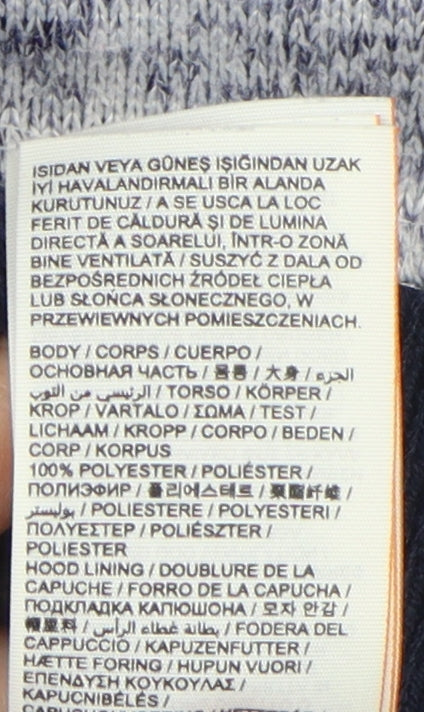 ISIDAN VEYA GÜNEŞ IŞIĞINDAN UZAK
İYİ HAVALANDIRMALI BİR ALANDA
KURUTUNUZ / A SE USCA LA LOC
FERIT DE CĂLDURĂ ŞI DE LUMINA
DIRECTĂ A SOARELUI, ÎNTR-O ZONĂ
BINE VENTILATĂ / SUSZYĆ Z DALA OD
BEZPOŚREDNICH ŹRÓDEŁ CIEPŁA
LUB SŁOŃCA SŁONECZNEGO, W
PRZEWIEWNYCH POMIESZCZENIACH.
BODY / CORPS / CUERPO /
ОСНОВНАЯ ЧАСТЬ / 몸통 / 大身 / الجزء
الرئيسي من الثوب / TORSO / KÖRPER /
KROP / VARTALO / ΣΩΜΑ / TEST /
LICHAAM / KROPP / CORPO / BEDEN /
CORP / KORPUS
100% POLYESTER / POLIÉSTER /
ПОЛИЭФИР / 폴리에스테르 / 聚酯纤维 /
بوليستر / POLIESTERE / POLYESTERI /
ΠΟΛΥΕΣΤΕΡ / POLIÉSZTER /
POLIESTER
HOOD LINING / DOUBLURE DE LA
CAPUCHE / FORRO DE LA CAPUCHA /
ПОДКЛАДКА КАПЮШОНА / 모자 안감 /
帽里料 / بطانة غطاء الرأس / FODERA DEL
CAPPUCCIO / KAPUZENFUTTER /
HÆTTE FORING / HUPUN VUORI /
ΕΠΕΝΔΥΣΗ ΚΟΥΚΟΥΛΑΣ /
KAPUCNIBÉLÉS /